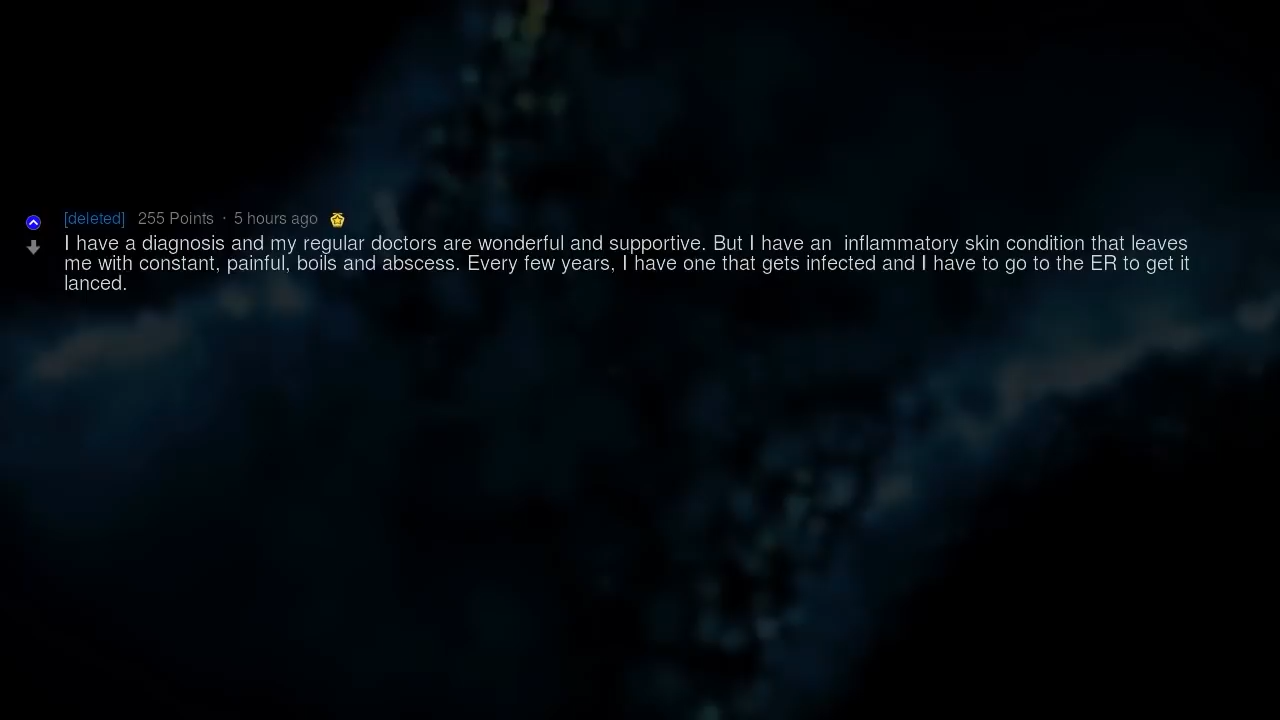 [deleted] 255 Points · 5 hours ago
I have a diagnosis and my regular doctors are wonderful and supportive. But I have an  inflammatory skin condition that leaves
me with constant, painful, boils and abscess. Every few years, I have one that gets infected and I have to go to the ER to get it
lanced.